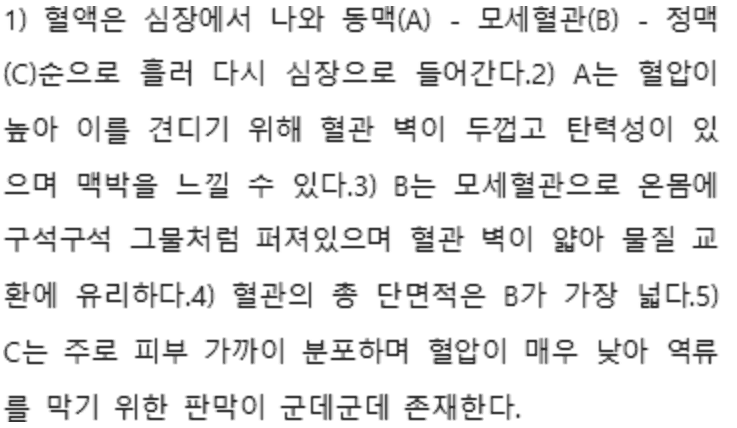 1) 혈액은 심장에서 나와 동맥(A) - 모세혈관(B) - 정맥
(C)순으로 흘러 다시 심장으로 들어간다.2) A는 혈압이
높아 이를 견디기 위해 혈관 벽이 두껍고 탄력성이 있
으며 맥박을 느낄 수 있다.3) B는 모세혈관으로 온몸에
구석구석 그물처럼 퍼져있으며 혈관 벽이 얇아 물질 교
환에 유리하다.4) 혈관의 총 단면적은 B가 가장 넓다.5)
C는 주로 피부 가까이 분포하며 혈압이 매우 낮아 역류
를 막기 위한 판막이 군데군데 존재한다.